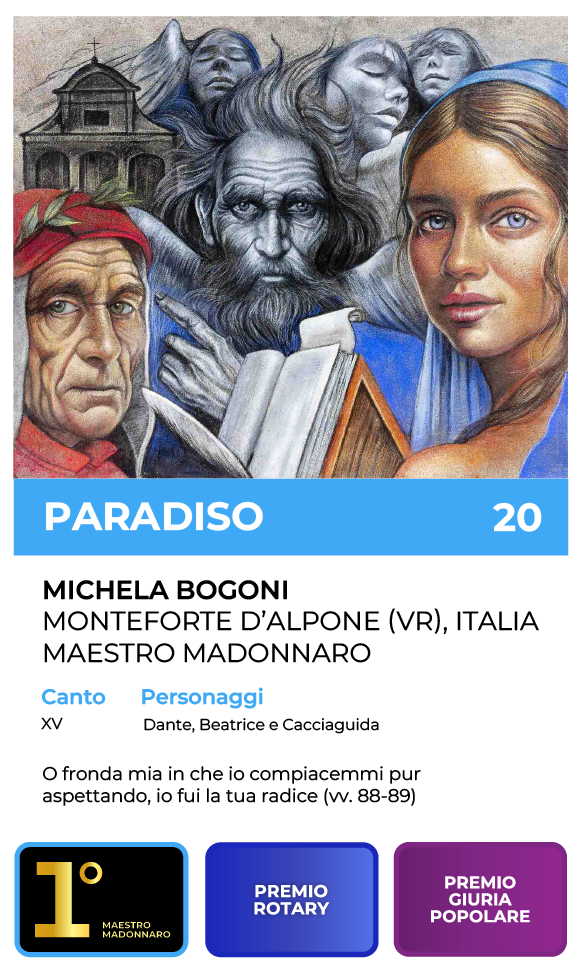 PARADISO 20
MICHELA BOGONI
MONTEFORTE D’ALPONE (VR), ITALIA
MAESTRO MADONNARO
Canto Personaggi
XV Dante, Beatrice e Cacciaguida
O fronda mia in che io compiacemmi pur
aspettando, io fui la tua radice (vv. 88-89)
1°
MAESTRO
MADONNARO
PREMIO
ROTARY
PREMIO
GIURIA
POPOLARE